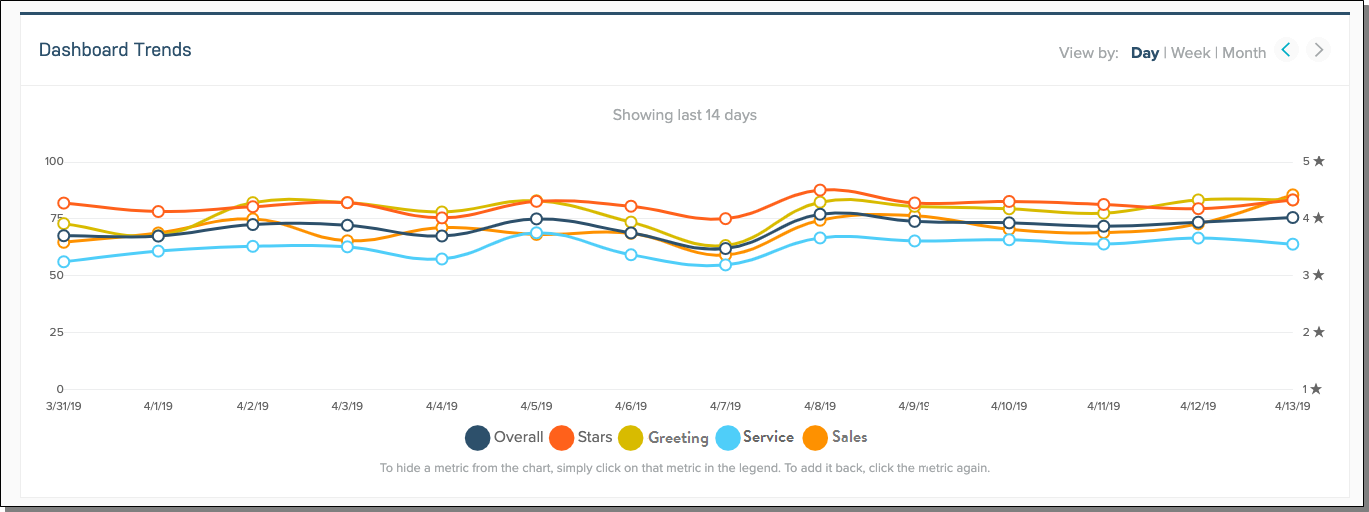 Dashboard Trends
View by: Day | Week | Month
Showing last 14 days
100 5 ★
75 4 ★
50 3 ★
25 2 ★
0 1 ★
3/31/19 4/1/19 4/2/19 4/3/19 4/4/19 4/5/19 4/6/19 4/7/19 4/8/19 4/9/19 4/10/19 4/11/19 4/12/19 4/13/19
Overall Stars Greeting Service Sales
To hide a metric from the chart, simply click on that metric in the legend. To add it back, click the metric again.